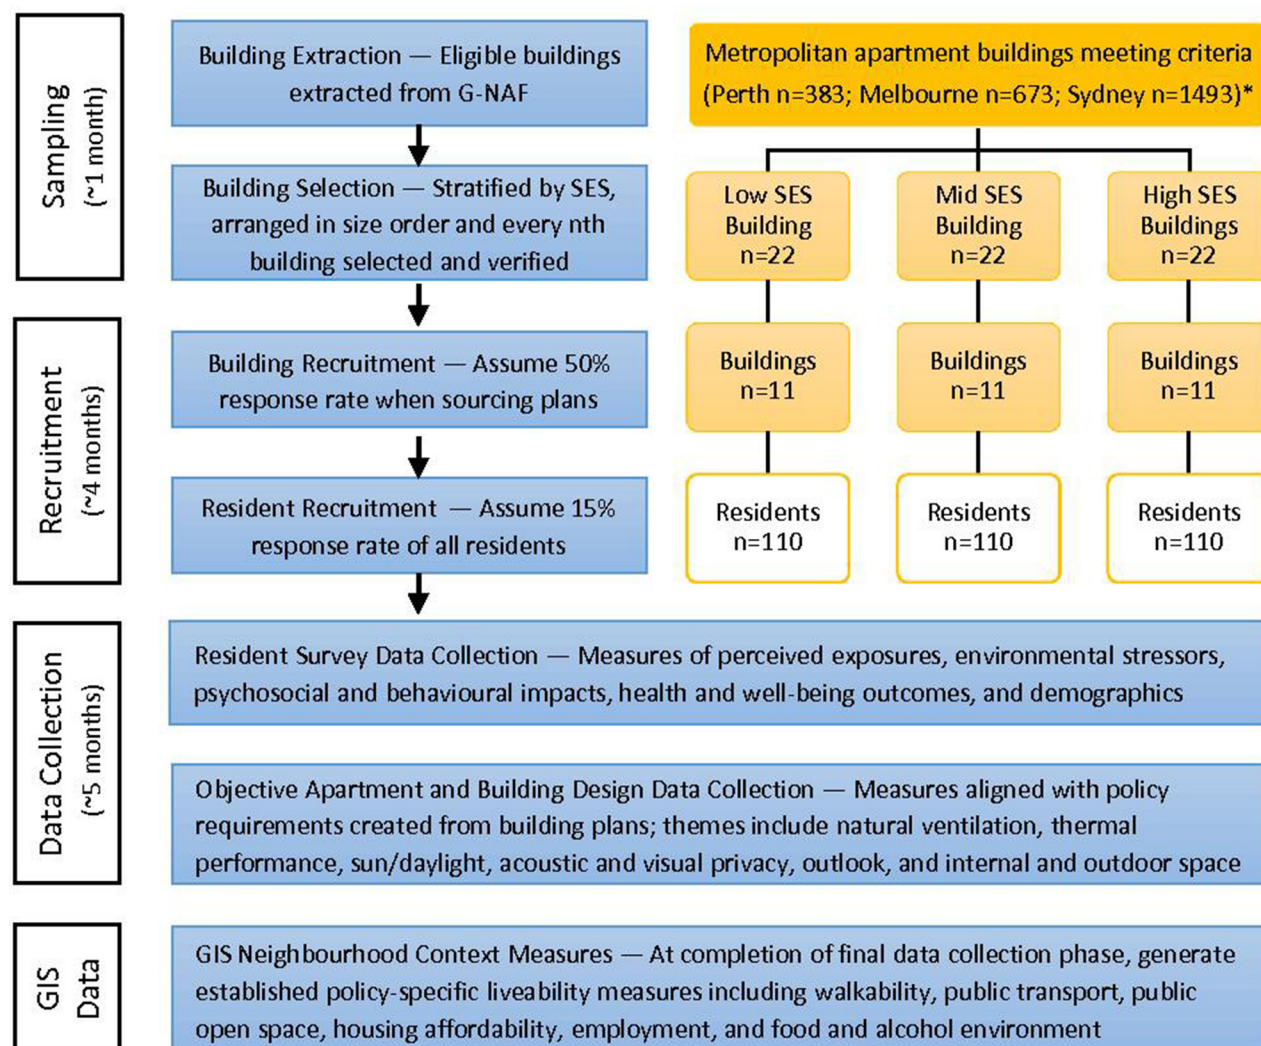 Sampling
(~1 month)
Building Extraction — Eligible buildings
extracted from G-NAF
Metropolitan apartment buildings meeting criteria
(Perth n=383; Melbourne n=673; Sydney n=1493)*
Building Selection — Stratified by SES,
arranged in size order and every nth
building selected and verified
Low SES
Building
n=22
Mid SES
Building
n=22
High SES
Buildings
n=22
Recruitment
(~4 months)
Building Recruitment — Assume 50%
response rate when sourcing plans
Buildings
n=11
Buildings
n=11
Buildings
n=11
Resident Recruitment — Assume 15%
response rate of all residents
Residents
n=110
Residents
n=110
Residents
n=110
Data Collection
(~5 months)
Resident Survey Data Collection — Measures of perceived exposures, environmental stressors,
psychosocial and behavioural impacts, health and well-being outcomes, and demographics
Objective Apartment and Building Design Data Collection — Measures aligned with policy
requirements created from building plans; themes include natural ventilation, thermal
performance, sun/daylight, acoustic and visual privacy, outlook, and internal and outdoor space
GIS
Data
GIS Neighbourhood Context Measures — At completion of final data collection phase, generate
established policy-specific liveability measures including walkability, public transport, public
open space, housing affordability, employment, and food and alcohol environment